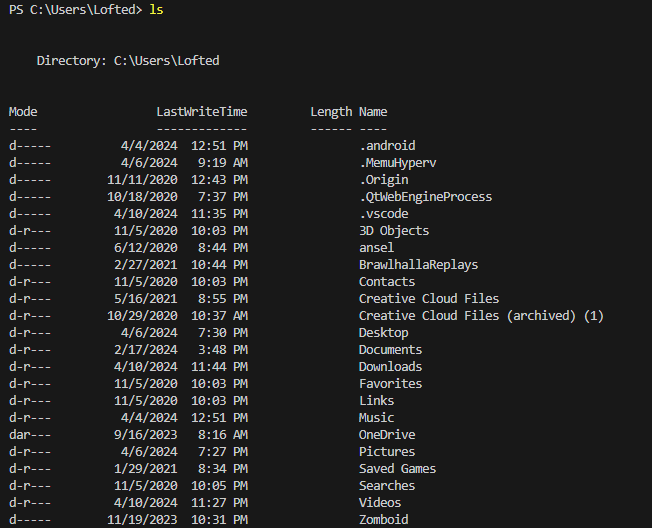 PS C:\Users\Lofted> ls
Directory: C:\Users\Lofted
Mode LastWriteTime Length Name
---- ------------- ------ ----
d----- 4/4/2024 12:51 PM .android
d----- 4/6/2024 9:19 AM .MemuHyperv
d----- 11/11/2020 12:43 PM .Origin
d----- 10/18/2020 7:37 PM .QtWebEngineProcess
d----- 4/10/2024 11:35 PM .vscode
d-r--- 11/5/2020 10:03 PM 3D Objects
d----- 6/12/2020 8:44 PM ansel
d----- 2/27/2021 10:44 PM BrawlhallaReplays
d-r--- 11/5/2020 10:03 PM Contacts
d-r--- 5/16/2021 8:55 PM Creative Cloud Files
d-r--- 10/29/2020 10:37 AM Creative Cloud Files (archived) (1)
d-r--- 4/6/2024 7:30 PM Desktop
d-r--- 2/17/2024 3:48 PM Documents
d-r--- 4/10/2024 11:44 PM Downloads
d-r--- 11/5/2020 10:03 PM Favorites
d-r--- 11/5/2020 10:03 PM Links
d-r--- 4/4/2024 12:51 PM Music
dar--- 9/16/2023 8:16 AM OneDrive
d-r--- 4/6/2024 7:27 PM Pictures
d-r--- 1/29/2021 8:34 PM Saved Games
d-r--- 11/5/2020 10:05 PM Searches
d-r--- 4/10/2024 11:27 PM Videos
d----- 11/19/2023 10:31 PM Zomboid